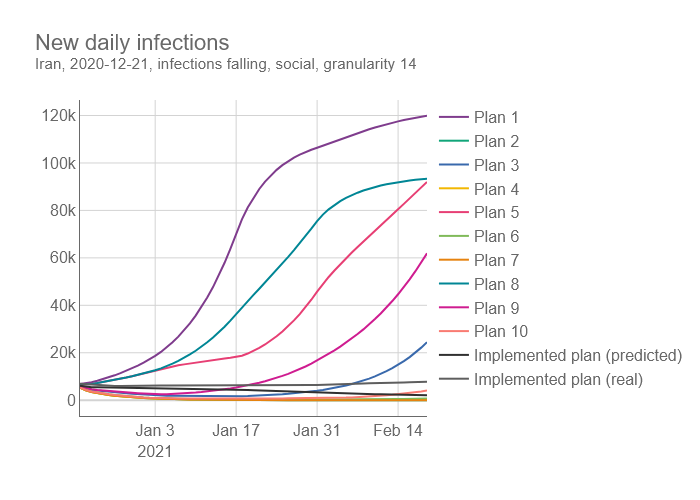 New daily infections
Iran, 2020-12-21, infections falling, social, granularity 14
120k
100k
80k
60k
40k
20k
0
Jan 3
2021
Jan 17
Jan 31
Feb 14
Plan 1
Plan 2
Plan 3
Plan 4
Plan 5
Plan 6
Plan 7
Plan 8
Plan 9
Plan 10
Implemented plan (predicted)
Implemented plan (real)